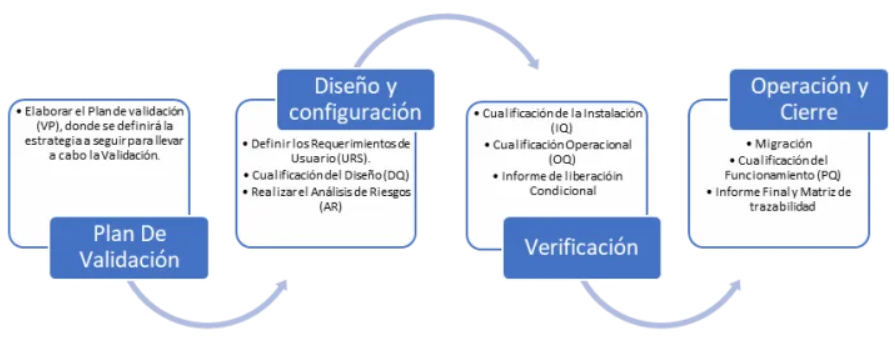 • Elaborar el Plan de validación
(VP), donde se definirá la
estrategia a seguir para llevar
a cabo la Validación.
Plan De
Validación
Diseño y
configuración
• Definir los Requerimientos de
Usuario (URS).
• Cualificación del Diseño (DQ)
• Realizar el Análisis de Riesgos
(AR)
• Cualificación de la Instalación
(IQ)
• Cualificación Operacional
(OQ)
• Informe de liberacióin
Condicional
Verificación
Operación y
Cierre
• Migración
• Cualificación del
Funcionamiento (PQ)
• Informe Final y Matriz de
trazabilidad